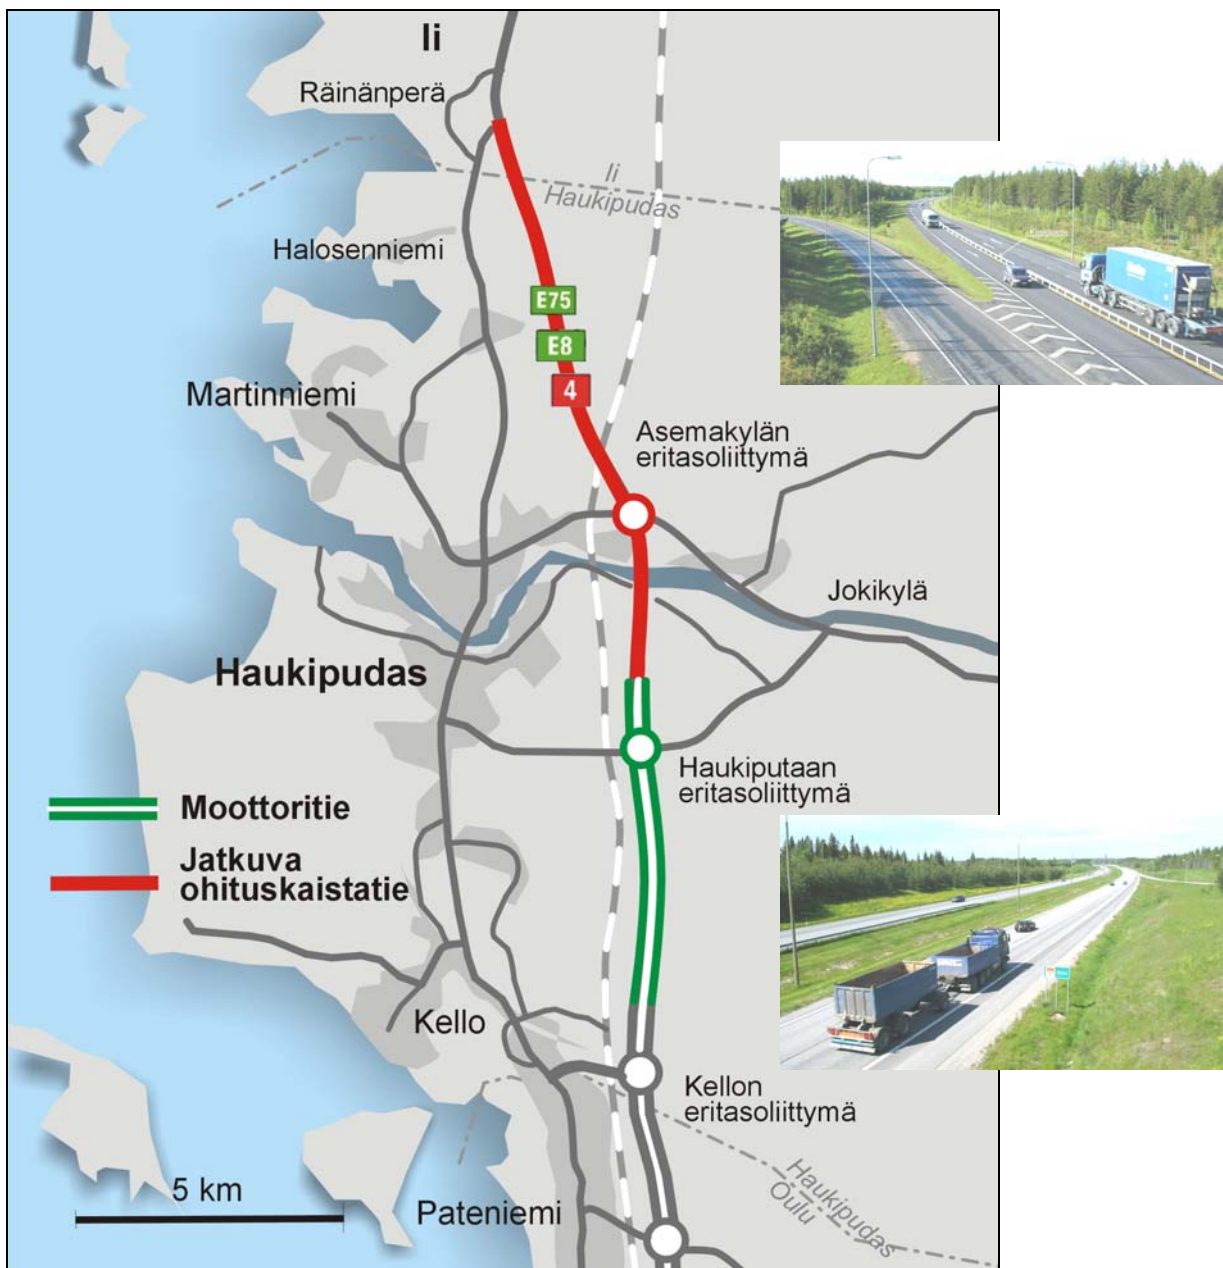 Ii
Räinänperä
Ii
Haukipudas
Halosenniemi
E75
E8
4
Martinniemi
Asemakylän
eritasoliittymä
Jokikylä
Haukipudas
Haukiputaan
eritasoliittymä
Moottoritie
Jatkuva
ohituskaistatie
Kello
Kellon
eritasoliittymä
Haukipudas
Oulu
5 km
Pateniemi